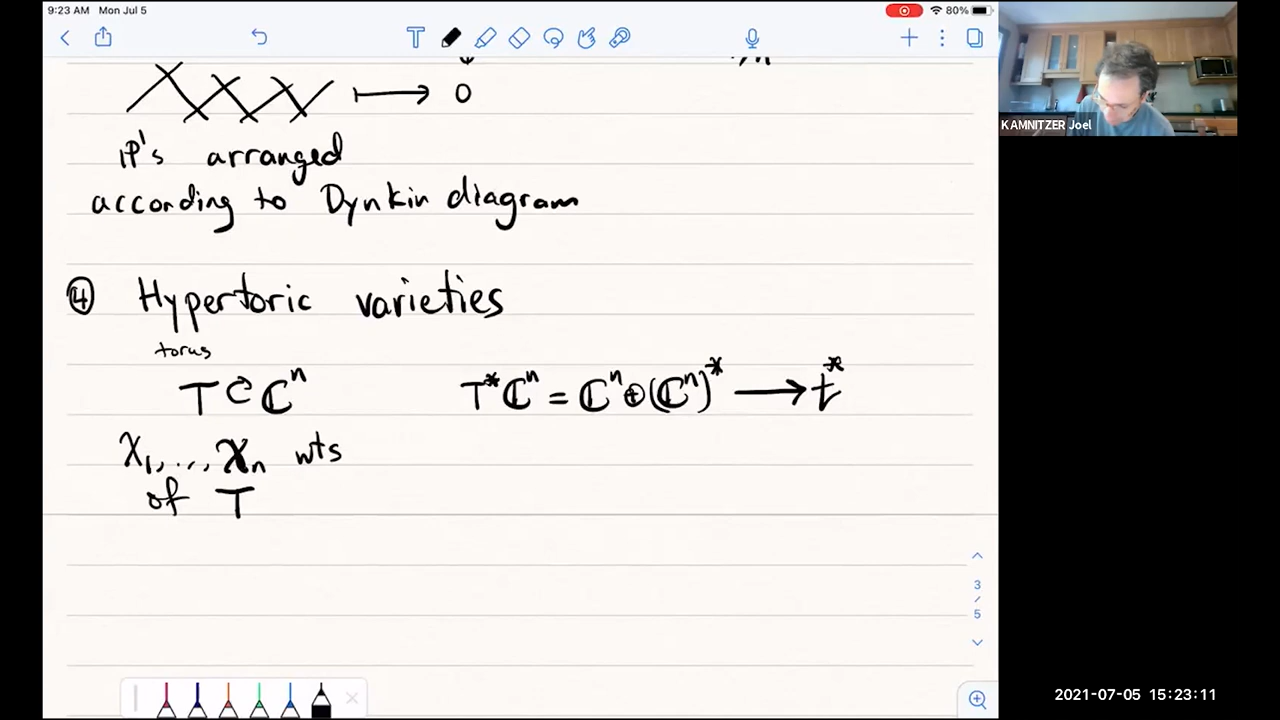 9:23 AM Mon Jul 5
80%
T
KAMNITZER Joel
0
IP¹'s arranged
according to Dynkin diagram
④ Hypertoric varieties
torus
T ⊂ ℂⁿ
T*ℂⁿ = ℂⁿ⊕(ℂⁿ)* ⟶ t*
χ₁,..., χₙ wts
of T
3
/
5
2021-07-05 15:23:11